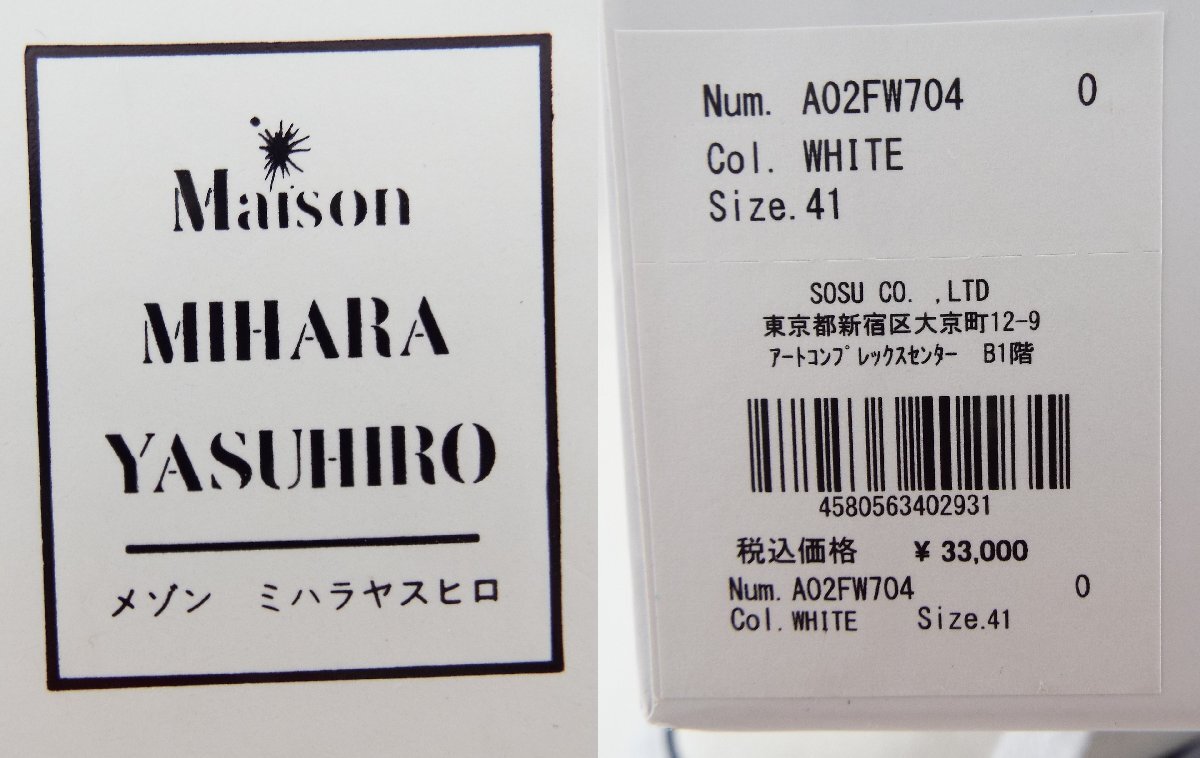 Maison
MIHARA
YASUHIRO
メゾン ミハラヤスヒロ
Num. A02FW704 0
Col. WHITE
Size.41
SOSU CO. ,LTD
東京都新宿区大京町12-9
ｱｰﾄｺﾝﾌﾟﾚｯｸｽｾﾝﾀｰ B1階
4580563402931
税込価格 ¥ 33,000
Num. A02FW704 0
Col. WHITE Size.41